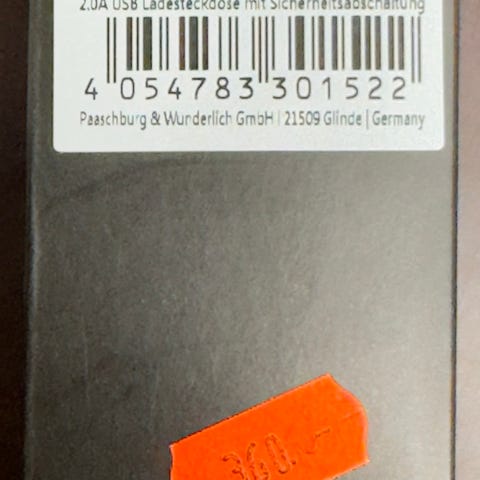 2.0A USB Ladesteckdose mit Sicherheitsabschaltung
4 054783 301522
Paaschburg & Wunderlich GmbH | 21509 Glinde | Germany
360.-